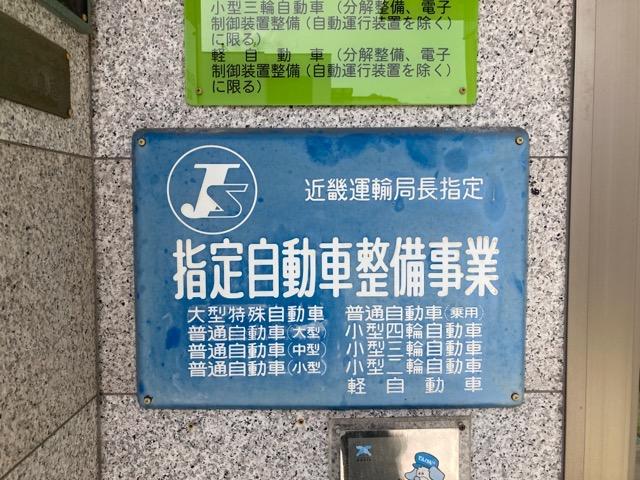 小型三輪自動車（分解整備、電子
制御装置整備（自動運行装置を除く）
に限る）
軽自動車（分解整備、電子
制御装置整備（自動運行装置を除く）
に限る）
JS
近畿運輸局長指定
指定自動車整備事業
大型特殊自動車
普通自動車（大型）
普通自動車（中型）
普通自動車（小型）
普通自動車（乗用）
小型四輪自動車
小型三輪自動車
小型二輪自動車
軽自動車